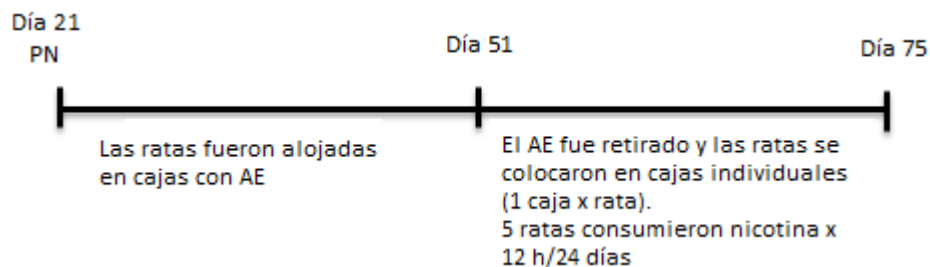 Día 21
PN
Día 51
Día 75
Las ratas fueron alojadas
en cajas con AE
El AE fue retirado y las ratas se
colocaron en cajas individuales
(1 caja x rata).
5 ratas consumieron nicotina x
12 h/24 días